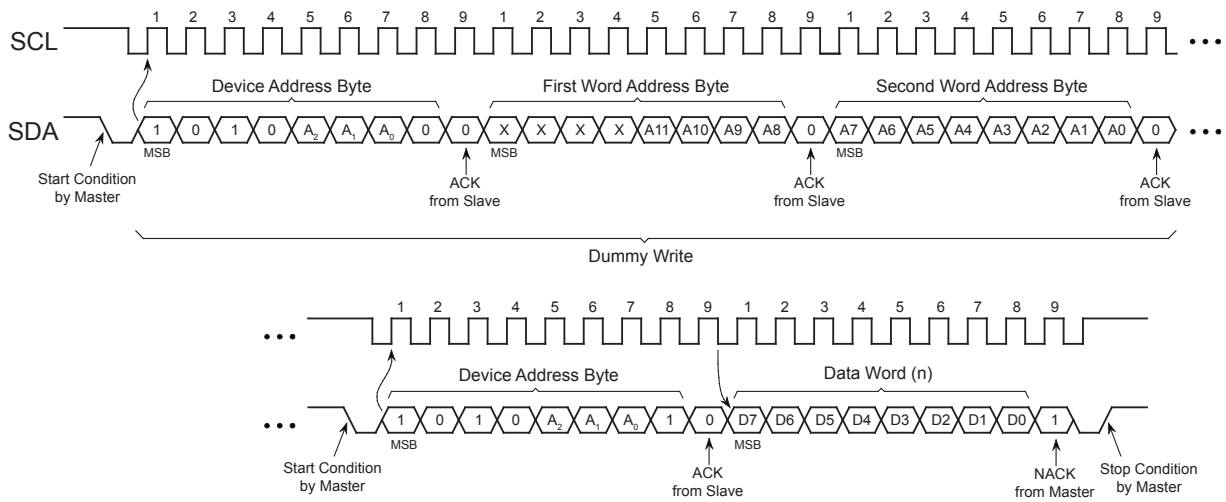 SCL 1 2 3 4 5 6 7 8 9 1 2 3 4 5 6 7 8 9 1 2 3 4 5 6 7 8 9
Device Address Byte First Word Address Byte Second Word Address Byte
SDA 1 0 1 0 A₂ A₁ A₀ 0 0 X X X X A11 A10 A9 A8 0 A7 A6 A5 A4 A3 A2 A1 A0 0
MSB MSB MSB
Start Condition
by Master
ACK
from Slave
ACK
from Slave
ACK
from Slave
Dummy Write
1 2 3 4 5 6 7 8 9 1 2 3 4 5 6 7 8 9
Device Address Byte Data Word (n)
1 0 1 0 A₂ A₁ A₀ 1 0 D7 D6 D5 D4 D3 D2 D1 D0 1
MSB MSB
Start Condition
by Master
ACK
from Slave
NACK
from Master
Stop Condition
by Master